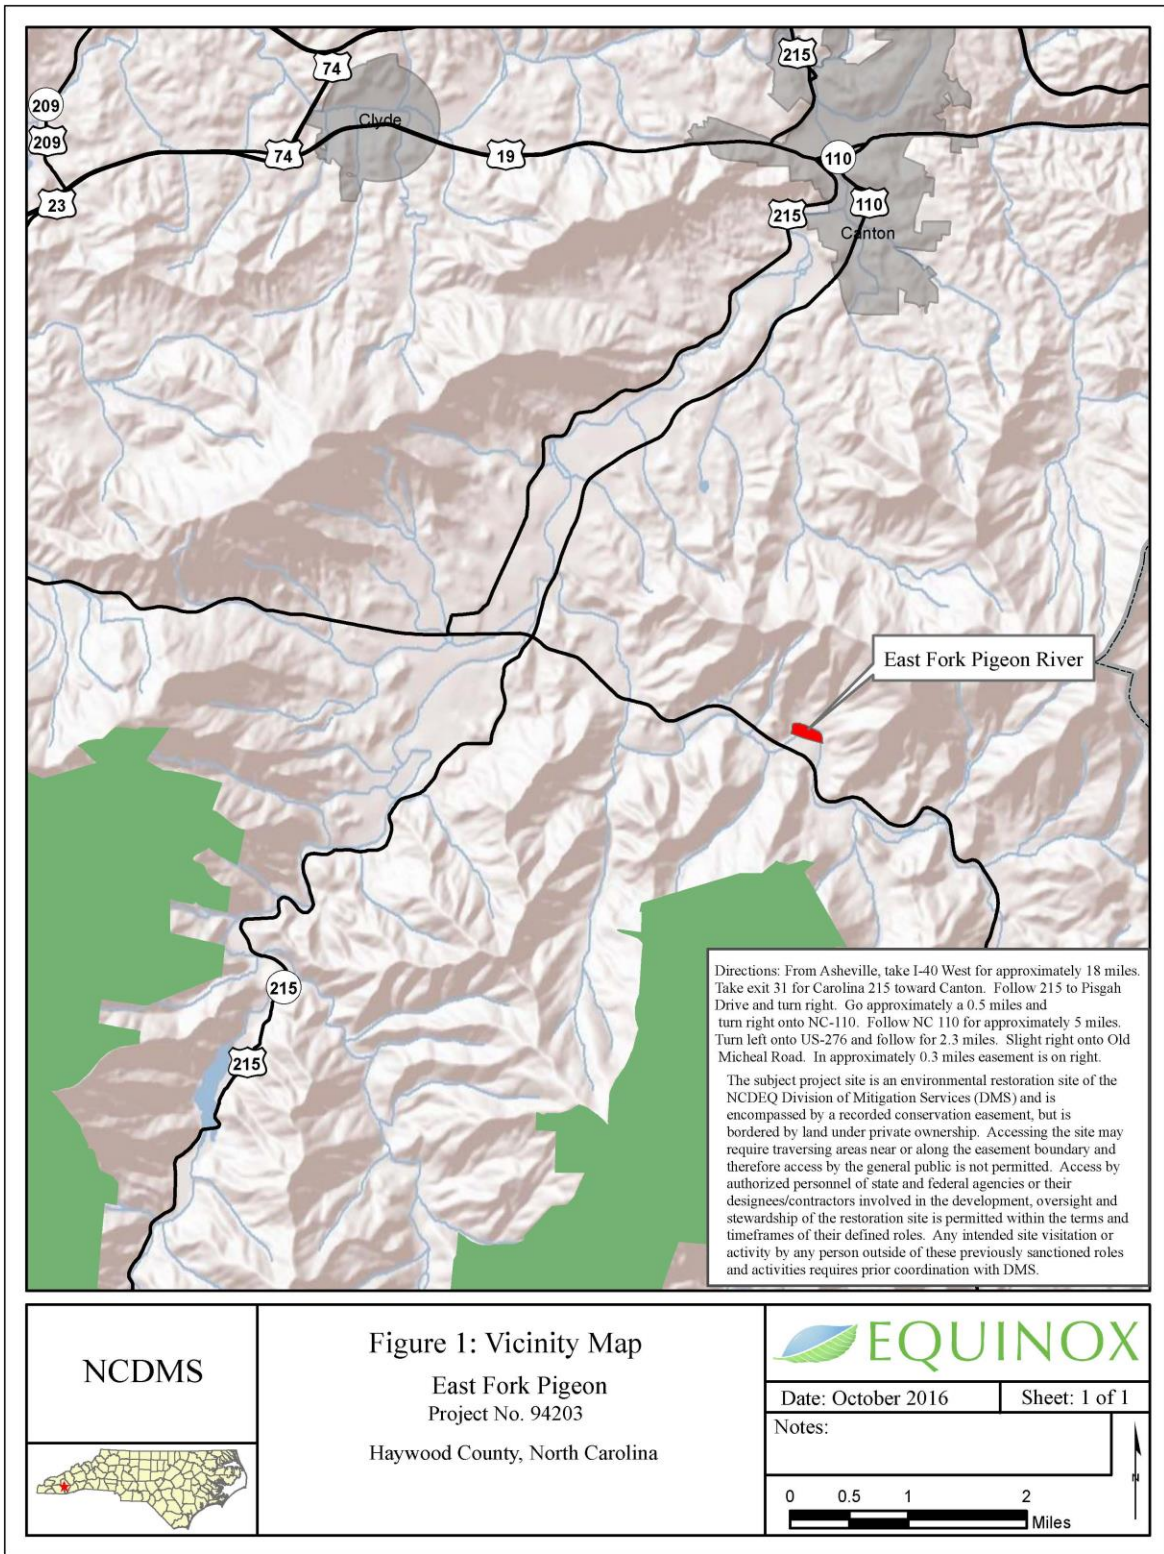 215
74
209
Clyde
209
74
19
110
23
215
110
Canton
East Fork Pigeon River
215
215
Directions: From Asheville, take I-40 West for approximately 18 miles.
Take exit 31 for Carolina 215 toward Canton. Follow 215 to Pisgah
Drive and turn right. Go approximately a 0.5 miles and
turn right onto NC-110. Follow NC 110 for approximately 5 miles.
Turn left onto US-276 and follow for 2.3 miles. Slight right onto Old
Micheal Road. In approximately 0.3 miles easement is on right.
The subject project site is an environmental restoration site of the
NCDEQ Division of Mitigation Services (DMS) and is
encompassed by a recorded conservation easement, but is
bordered by land under private ownership. Accessing the site may
require traversing areas near or along the easement boundary and
therefore access by the general public is not permitted. Access by
authorized personnel of state and federal agencies or their
designees/contractors involved in the development, oversight and
stewardship of the restoration site is permitted within the terms and
timeframes of their defined roles. Any intended site visitation or
activity by any person outside of these previously sanctioned roles
and activities requires prior coordination with DMS.
NCDMS
Figure 1: Vicinity Map
East Fork Pigeon
Project No. 94203
Haywood County, North Carolina
EQUINOX
Date: October 2016
Sheet: 1 of 1
Notes:
N
0 0.5 1 2
Miles